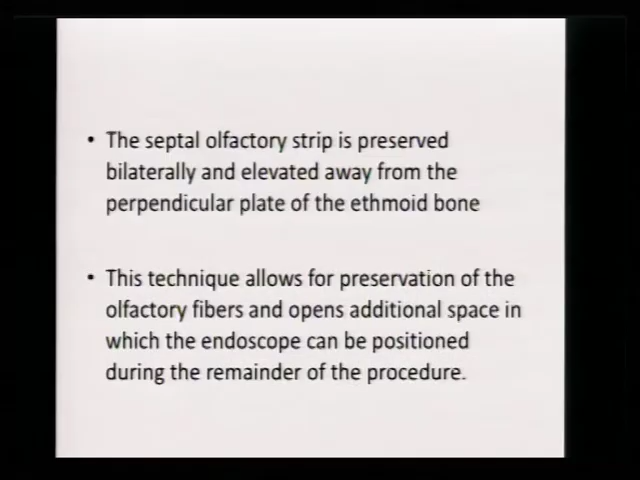 • The septal olfactory strip is preserved
bilaterally and elevated away from the
perpendicular plate of the ethmoid bone
• This technique allows for preservation of the
olfactory fibers and opens additional space in
which the endoscope can be positioned
during the remainder of the procedure.